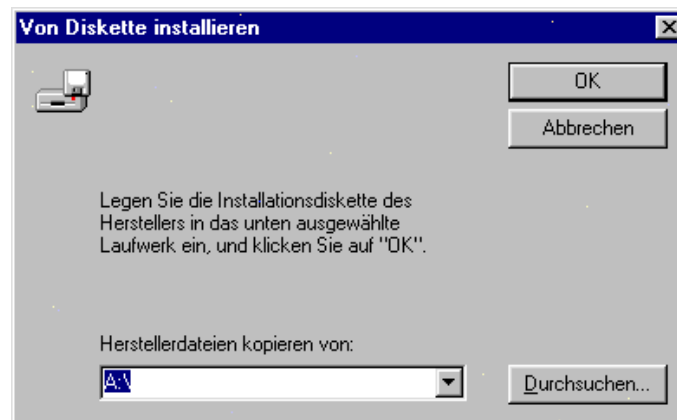 Von Diskette installieren
OK
Abbrechen
Legen Sie die Installationsdiskette des
Herstellers in das unten ausgewählte
Laufwerk ein, und klicken Sie auf "OK".
Herstellerdateien kopieren von:
A:\
Durchsuchen...